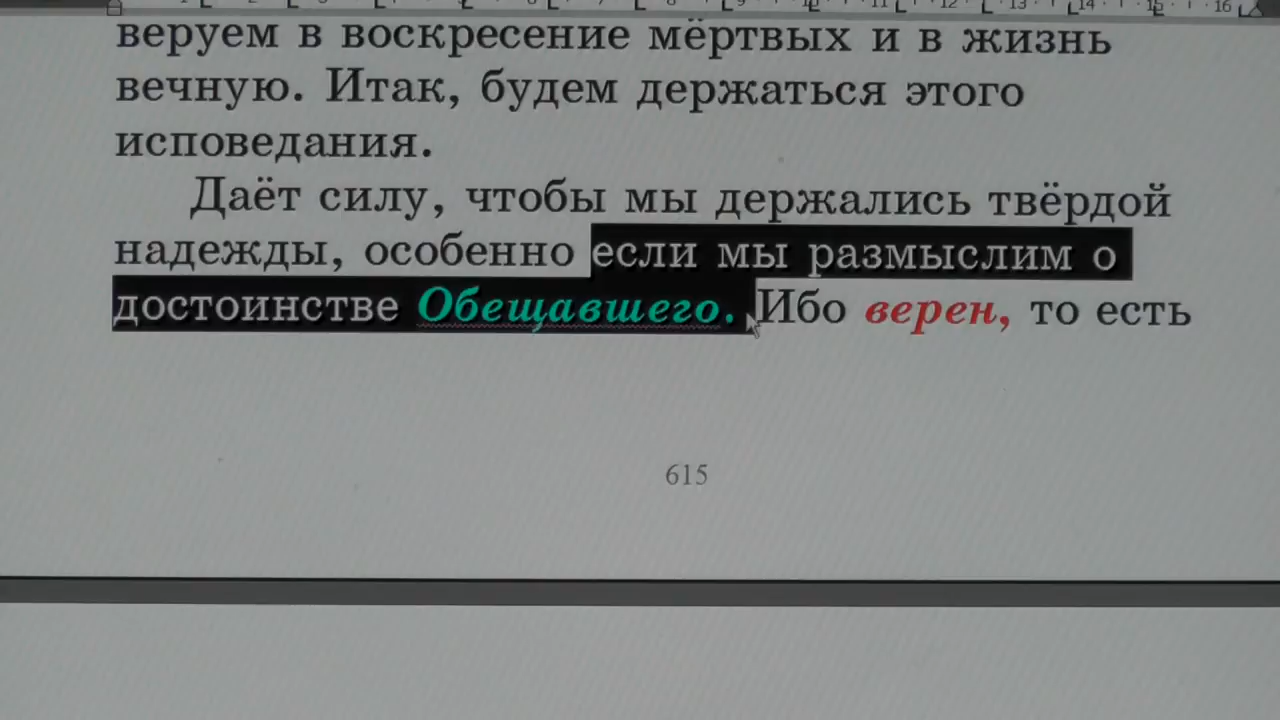 веруем в воскресение мёртвых и в жизнь
вечную. Итак, будем держаться этого
исповедания.
Даёт силу, чтобы мы держались твёрдой
надежды, особенно если мы размыслим о
достоинстве Обещавшего. Ибо верен, то есть
615